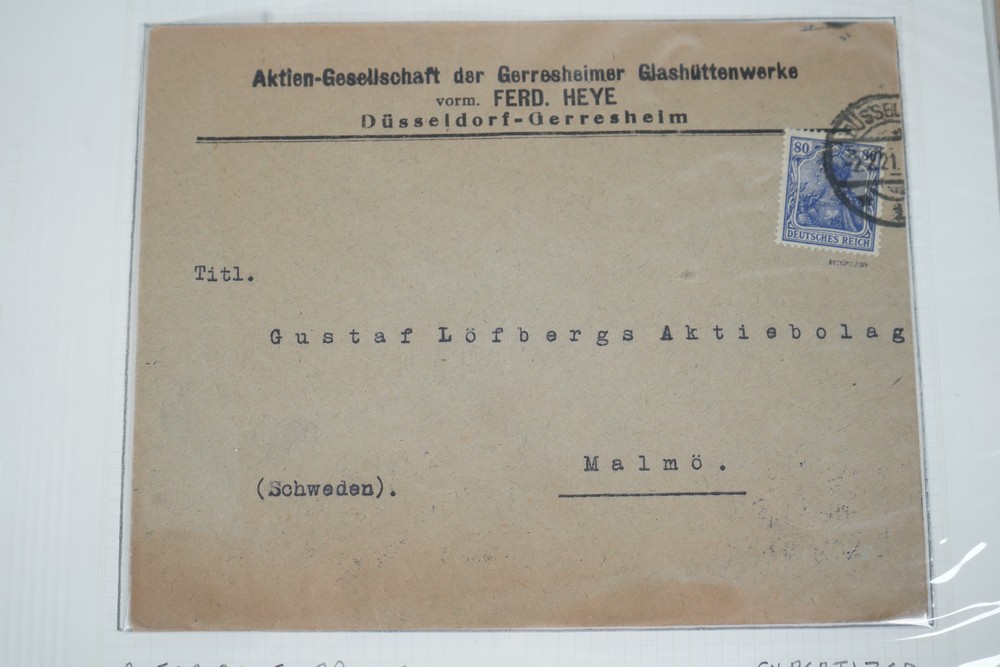 Aktien-Gesellschaft der Gerresheimer Glashüttenwerke
vorm. FERD. HEYE
Düsseldorf-Gerresheim
80 80
DEUTSCHES REICH
Titl.
Gustaf Löfbergs Aktiebolag
Malmö.
(Schweden).